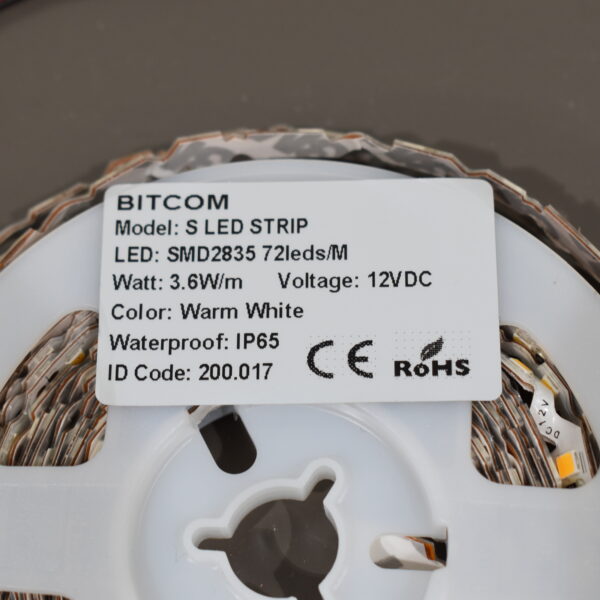 BITCOM
Model: S LED STRIP
LED: SMD2835 72leds/M
Watt: 3.6W/m Voltage: 12VDC
Color: Warm White
Waterproof: IP65
ID Code: 200.017
CE RoHS